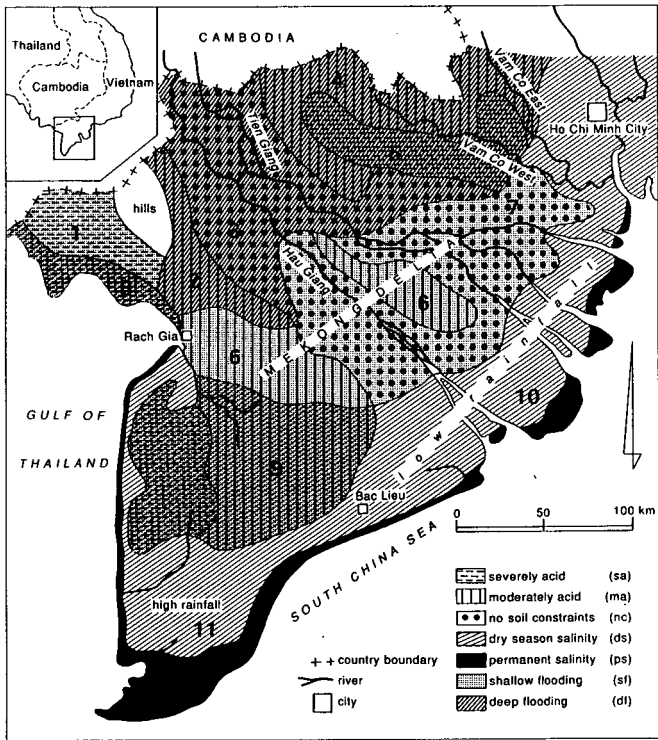 Thailand
Cambodia
Vietnam
CAMBODIA
Vam Co East
Ho Chi Minh City
Tien Giang
Vam Co West
hills
1
7
Hau Giang
MEKONG DELTA
6
Rach Gia
6
low rainfall
10
GULF OF
THAILAND
9
Bac Lieu
SOUTH CHINA SEA
0 50 100 km
high rainfall
11
severely acid (sa)
moderately acid (ma)
no soil constraints (nc)
dry season salinity (ds)
permanent salinity (ps)
shallow flooding (sf)
deep flooding (df)
country boundary
river
city